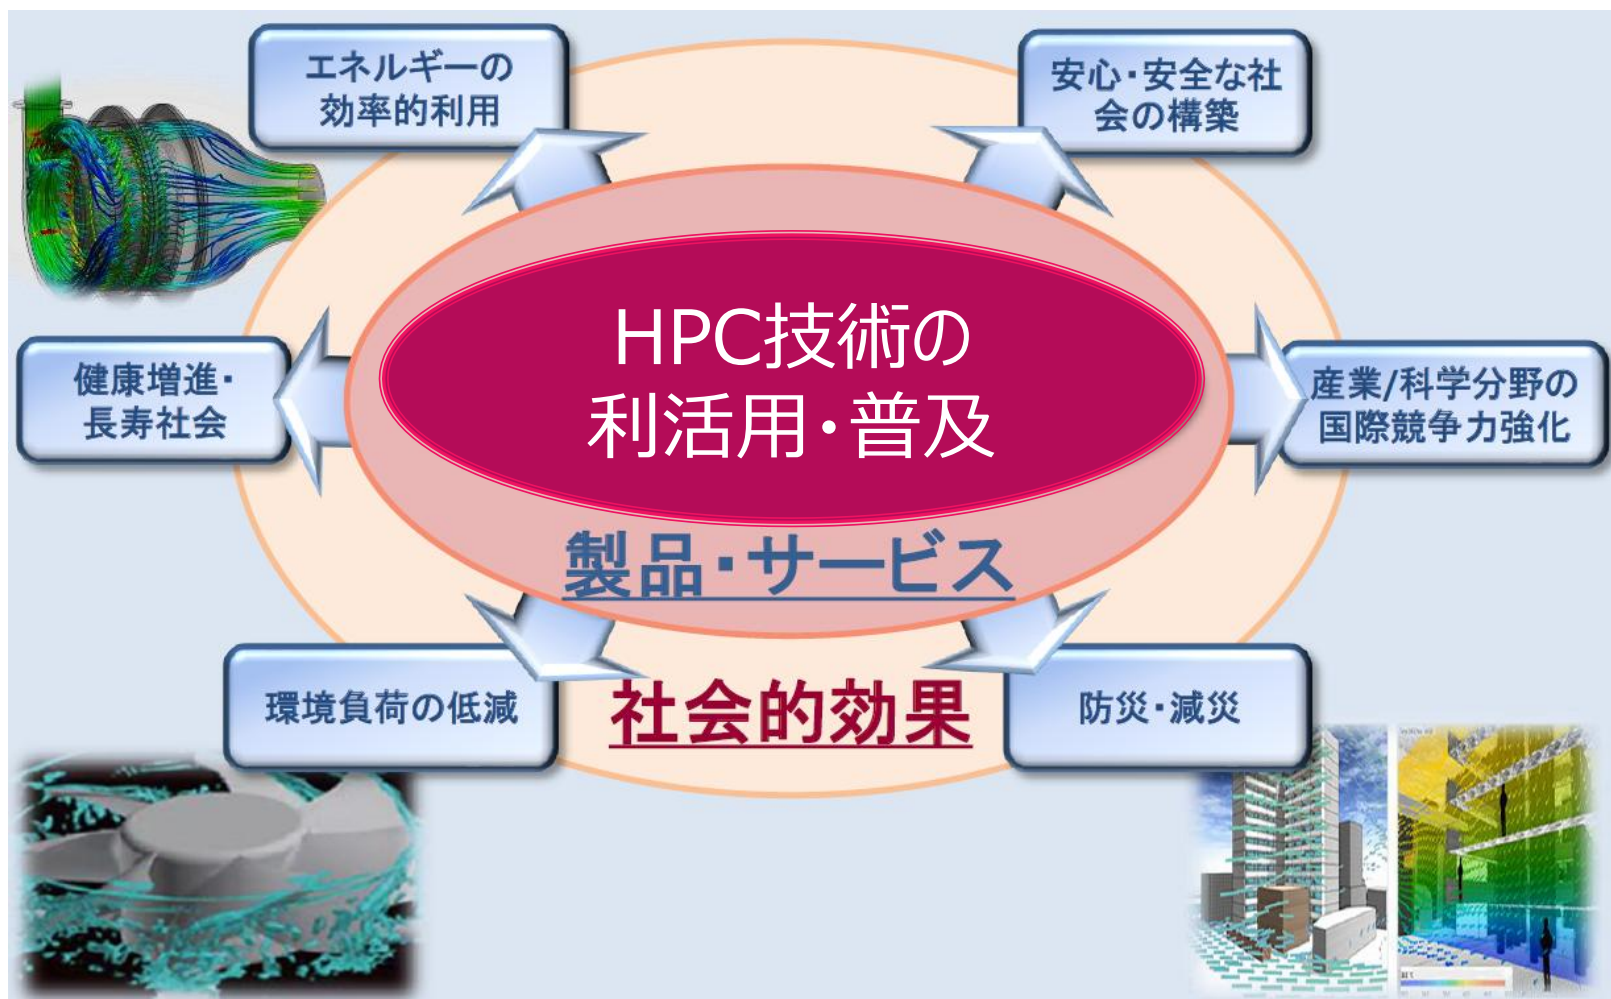 エネルギーの
効率的利用
安心・安全な社
会の構築
HPC技術の
利活用・普及
健康増進・
長寿社会
産業/科学分野の
国際競争力強化
製品・サービス
環境負荷の低減
社会的効果
防災・減災